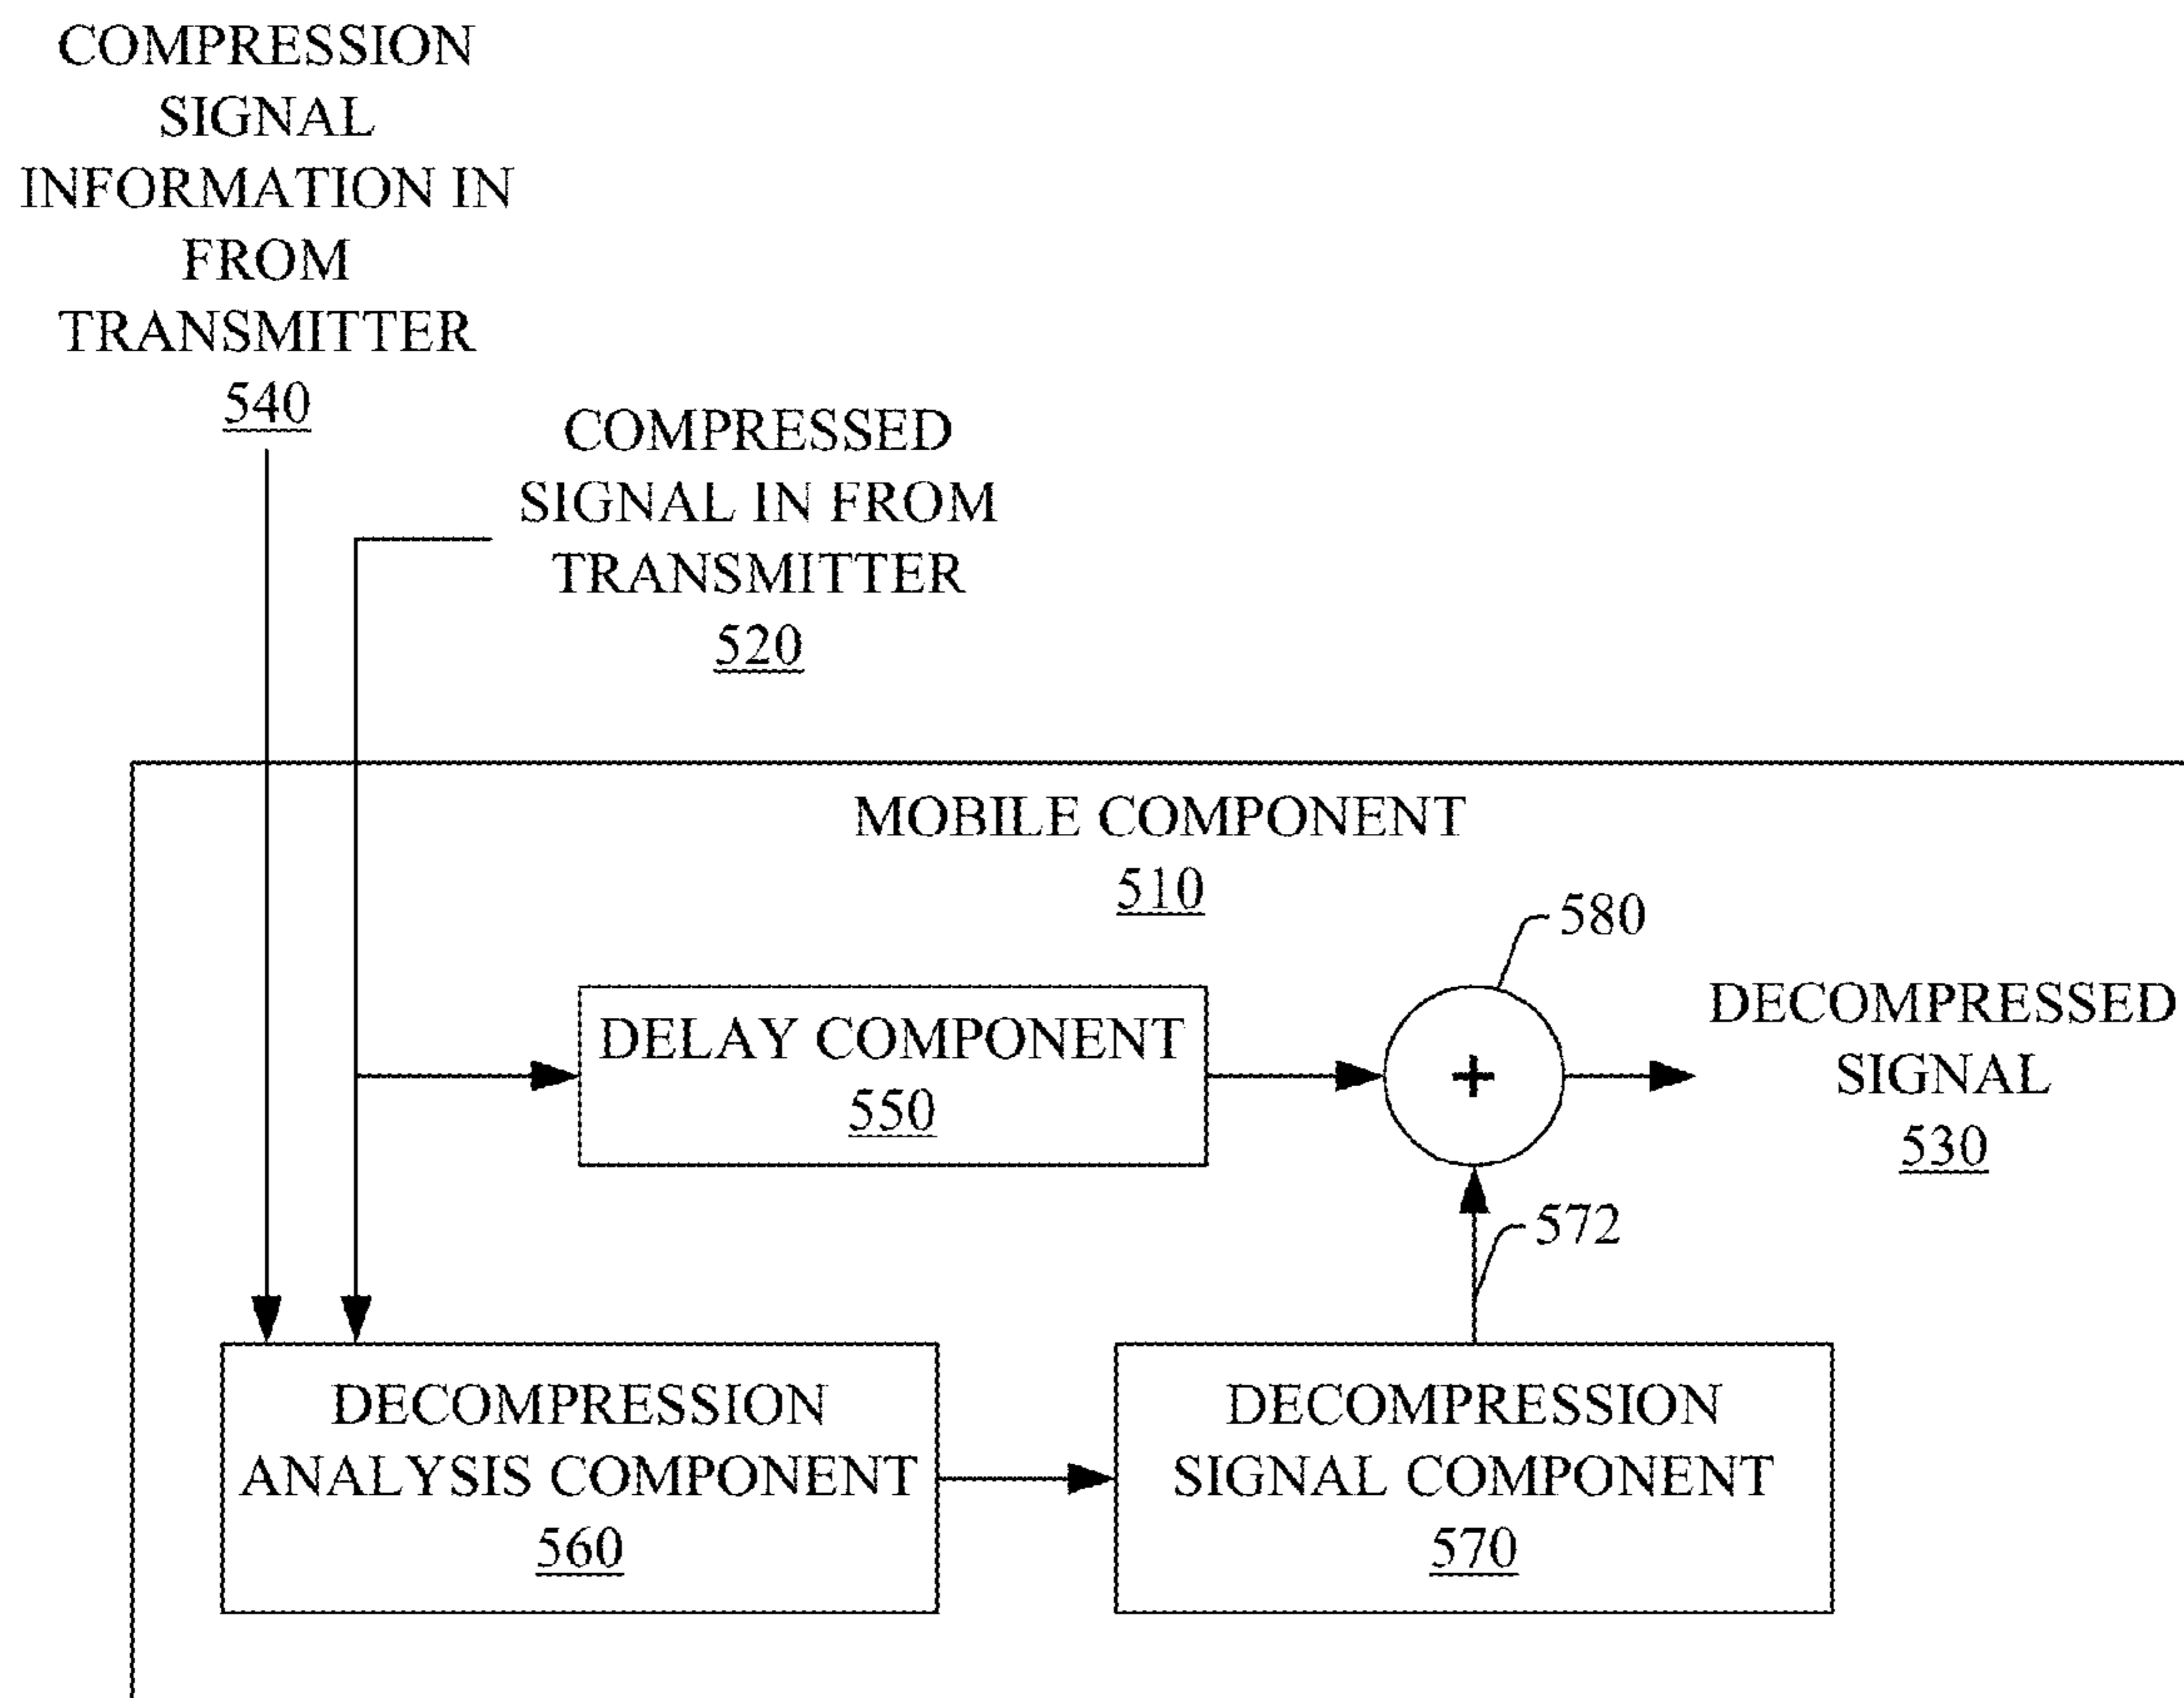 COMPRESSION
SIGNAL
INFORMATION IN
FROM
TRANSMITTER
540
COMPRESSED
SIGNAL IN FROM
TRANSMITTER
520
MOBILE COMPONENT
510
580
DELAY COMPONENT
550
+
DECOMPRESSED
SIGNAL
530
572
DECOMPRESSION
ANALYSIS COMPONENT
560
DECOMPRESSION
SIGNAL COMPONENT
570